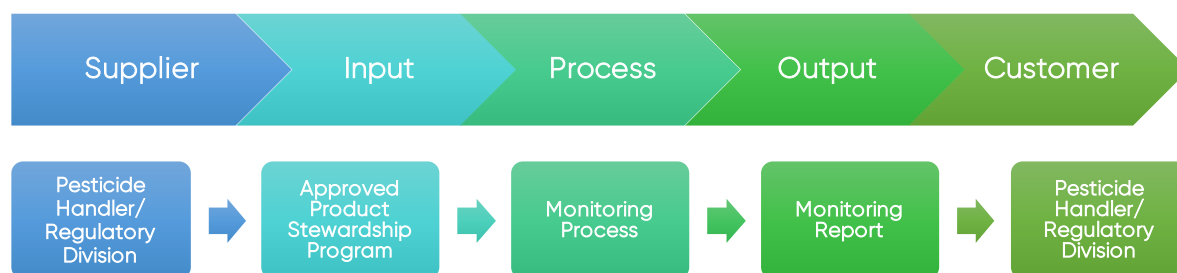 Supplier
Input
Process
Output
Customer
Pesticide
Handler/
Regulatory
Division
Approved
Product
Stewardship
Program
Monitoring
Process
Monitoring
Report
Pesticide
Handler/
Regulatory
Division